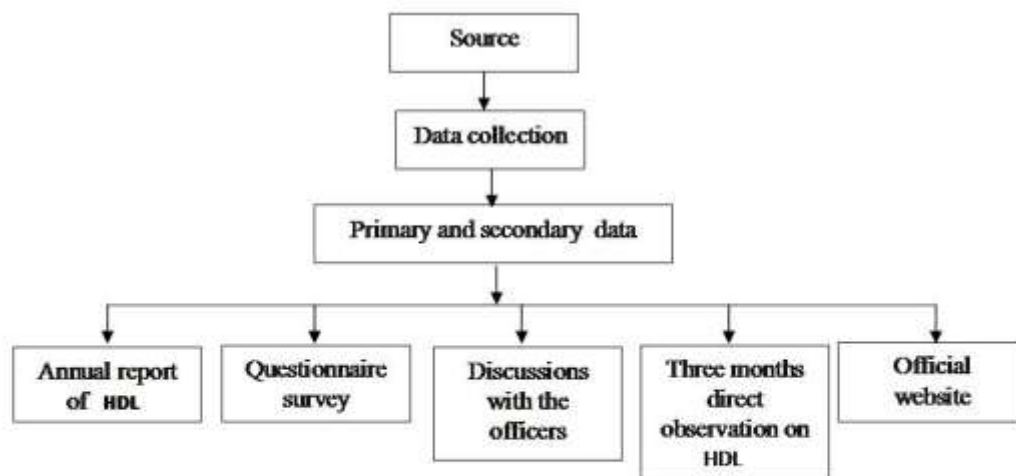 Source
Data collection
Primary and secondary data
Annual report
of HDL
Questionnaire
survey
Discussions
with the
officers
Three months
direct
observation on
HDL
Official
website